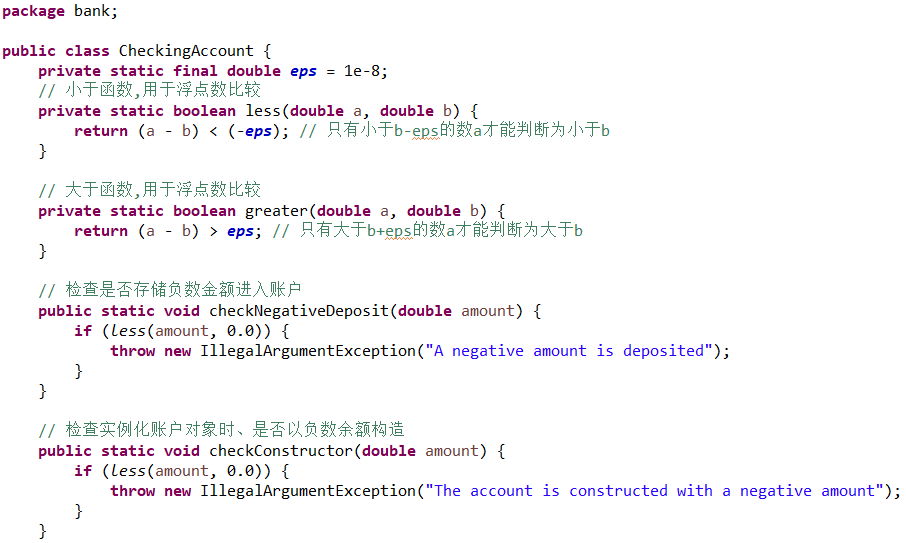 package bank;
public class CheckingAccount {
private static final double eps = 1e-8;
// 小于函数,用于浮点数比较
private static boolean less(double a, double b) {
return (a - b) < (-eps); // 只有小于b-eps的数a才能判断为小于b
}
// 大于函数,用于浮点数比较
private static boolean greater(double a, double b) {
return (a - b) > eps; // 只有大于b+eps的数a才能判断为大于b
}
// 检查是否存储负数金额进入账户
public static void checkNegativeDeposit(double amount) {
if (less(amount, 0.0)) {
throw new IllegalArgumentException("A negative amount is deposited");
}
}
// 检查实例化账户对象时、是否以负数余额构造
public static void checkConstructor(double amount) {
if (less(amount, 0.0)) {
throw new IllegalArgumentException("The account is constructed with a negative amount");
}
}